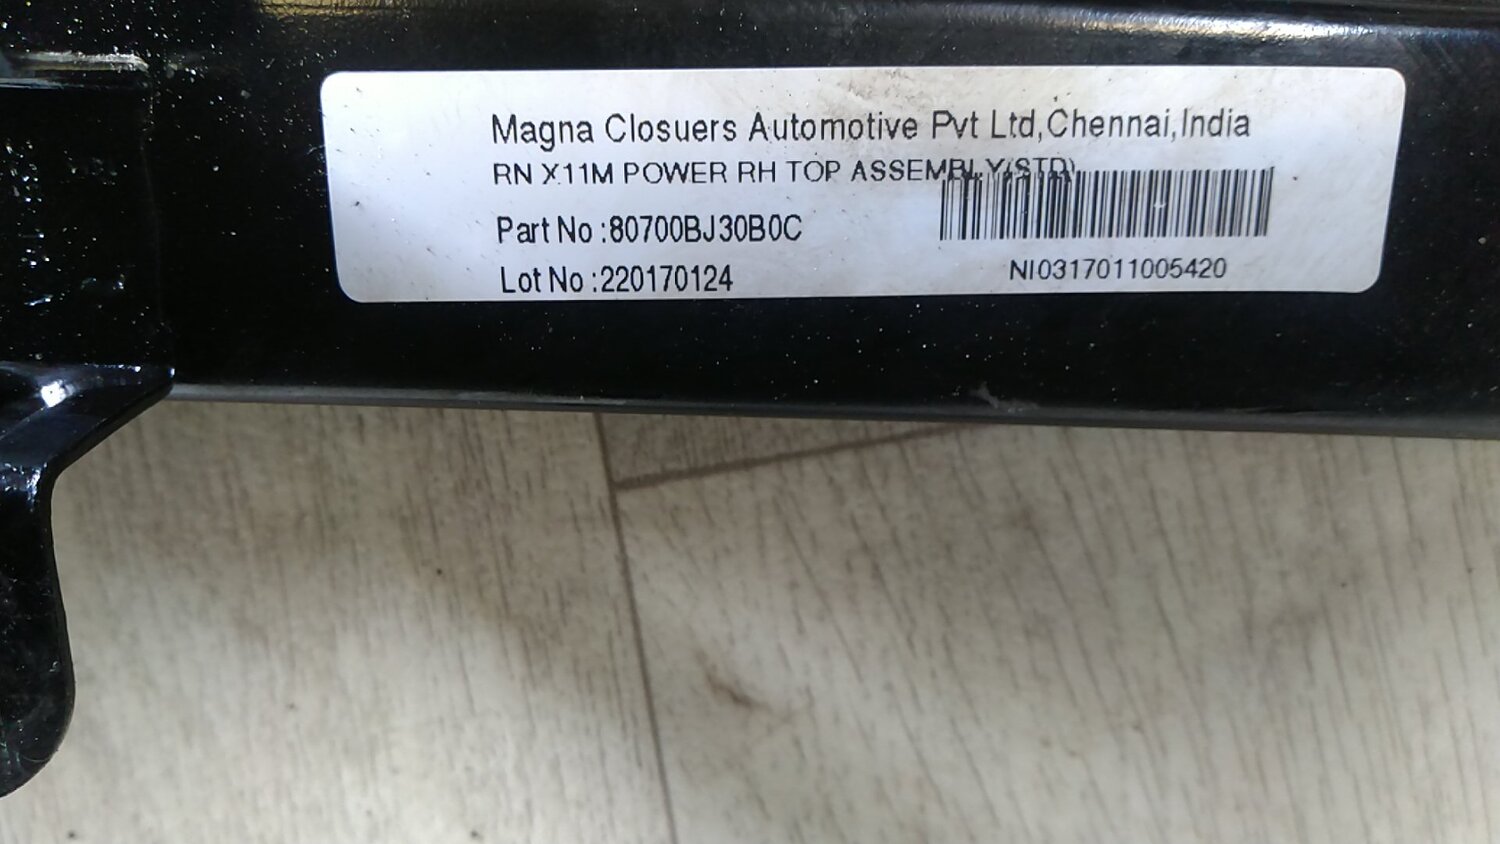 Magna Closuers Automotive Pvt Ltd,Chennai,India
RN X11M POWER RH TOP ASSEMBLY(STD)
Part No :80700BJ30B0C
Lot No :220170124
NI0317011005420